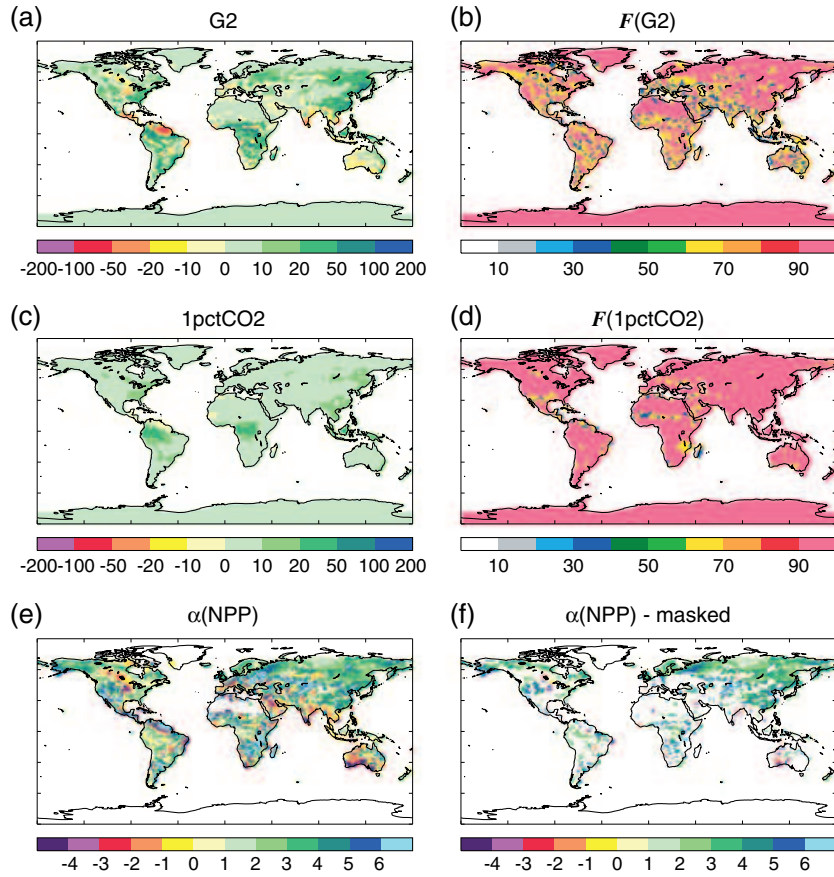 (a) G2
(b) F(G2)
-200 -100 -50 -20 -10 0 10 20 50 100 200
10 30 50 70 90
(c) 1pctCO2
(d) F(1pctCO2)
-200 -100 -50 -20 -10 0 10 20 50 100 200
10 30 50 70 90
(e) α(NPP)
(f) α(NPP) - masked
-4 -3 -2 -1 0 1 2 3 4 5 6
-4 -3 -2 -1 0 1 2 3 4 5 6